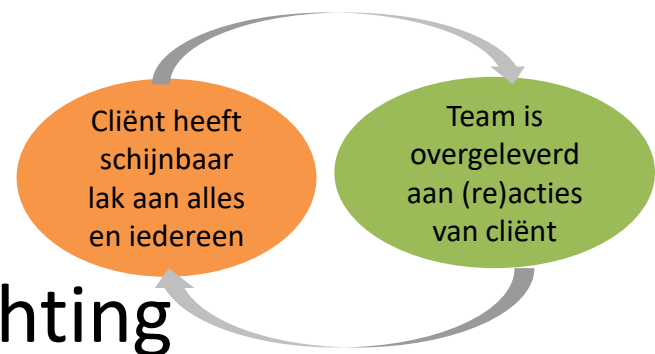 Cliënt heeft
schijnbaar
lak aan alles
en iedereen
Team is
overgeleverd
aan (re)acties
van cliënt
hting